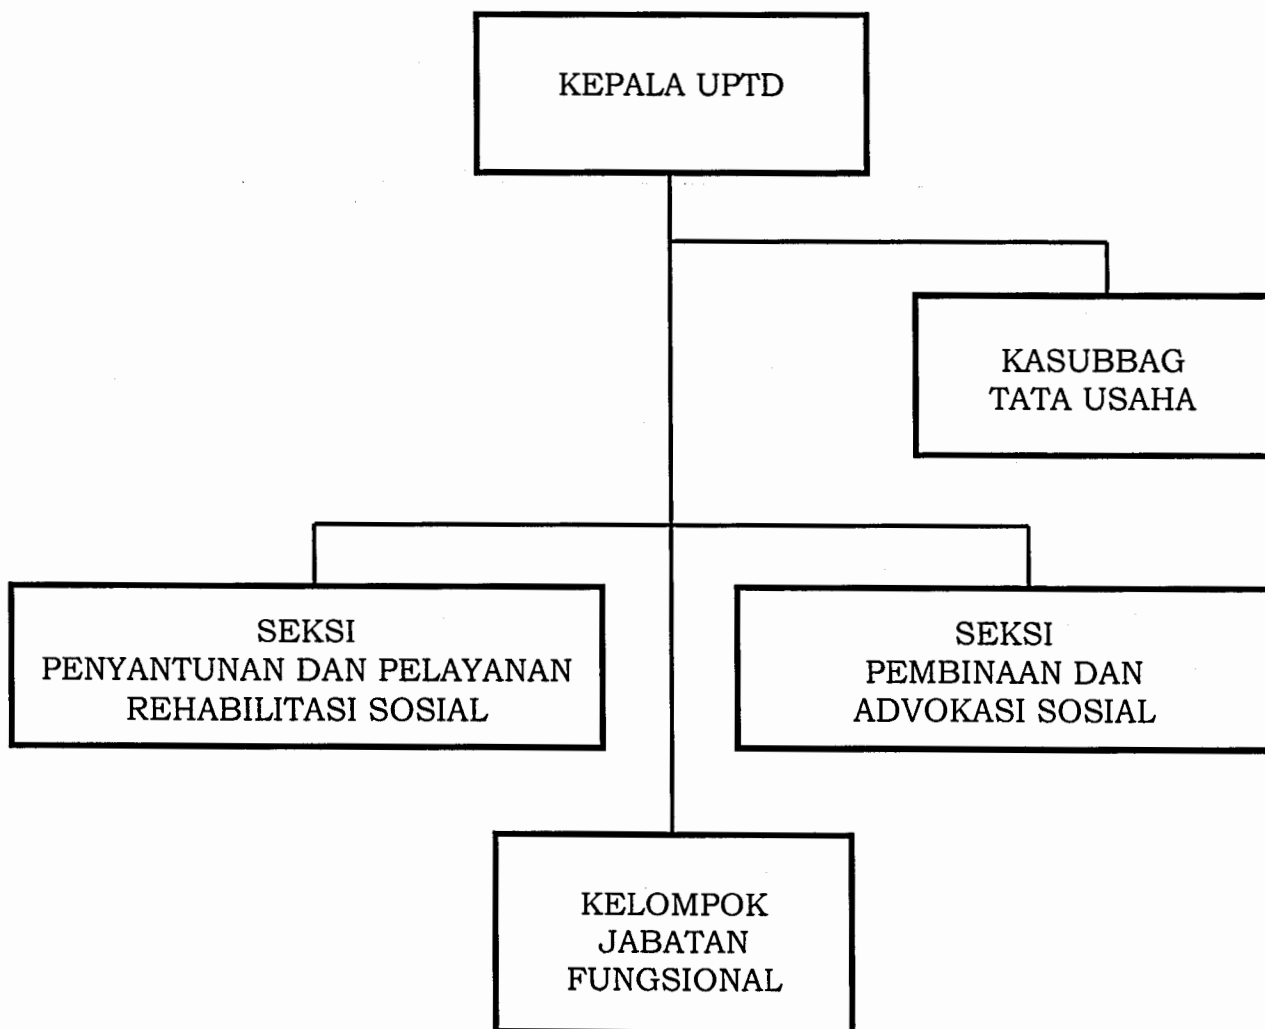 KEPALA UPTD
KASUBBAG
TATA USAHA
SEKSI
PENYANTUNAN DAN PELAYANAN
REHABILITASI SOSIAL
SEKSI
PEMBINAAN DAN
ADVOKASI SOSIAL
KELOMPOK
JABATAN
FUNGSIONAL